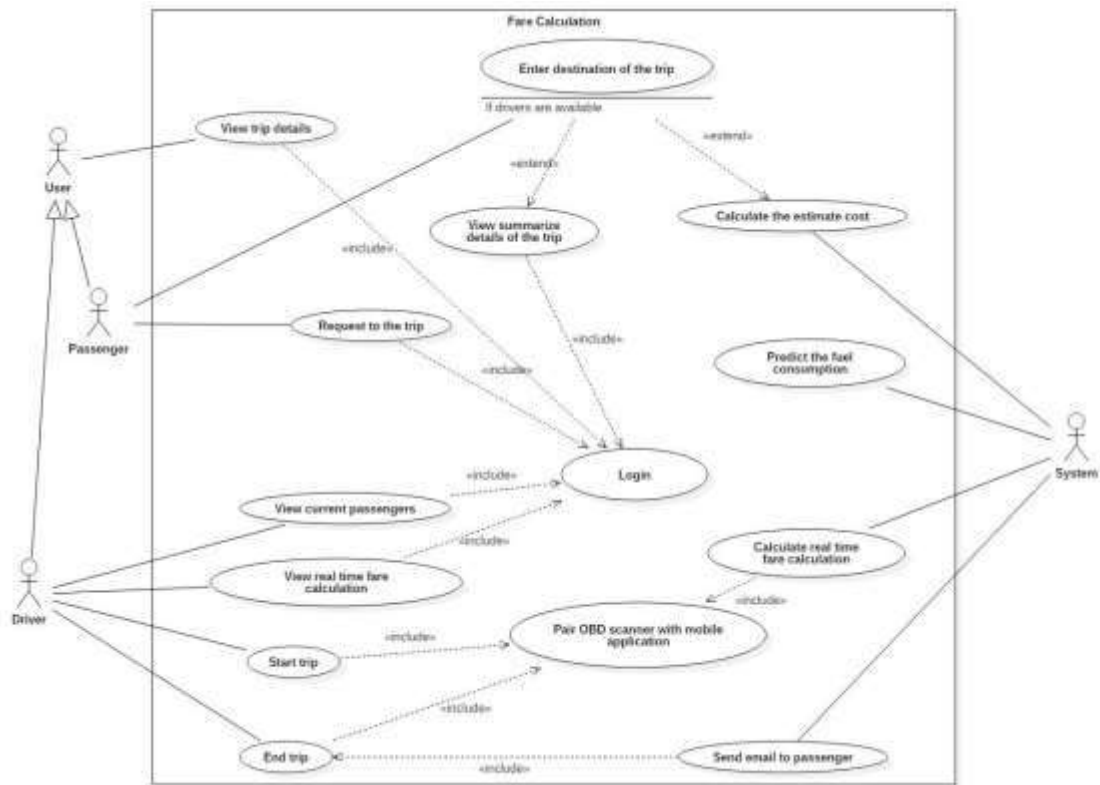 Fare Calculation
Enter destination of the trip
If drivers are available
View trip details
«extend»
«extend»
User
View summarize
details of the trip
Calculate the estimate cost
«include»
Passenger
Request to the trip
«include»
«include»
Predict the fuel
consumption
Login
System
«include»
View current passengers
«include»
Calculate real time
fare calculation
View real time fare
calculation
«include»
Driver
Pair OBD scanner with mobile
application
«include»
Start trip
«include»
End trip
Send email to passenger
«include»